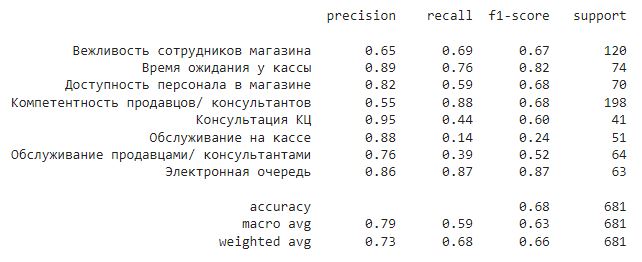 precision recall f1-score support
Вежливость сотрудников магазина 0.65 0.69 0.67 120
Время ожидания у кассы 0.89 0.76 0.82 74
Доступность персонала в магазине 0.82 0.59 0.68 70
Компетентность продавцов/ консультантов 0.55 0.88 0.68 198
Консультация КЦ 0.95 0.44 0.60 41
Обслуживание на кассе 0.88 0.14 0.24 51
Обслуживание продавцами/ консультантами 0.76 0.39 0.52 64
Электронная очередь 0.86 0.87 0.87 63
accuracy 0.68 681
macro avg 0.79 0.59 0.63 681
weighted avg 0.73 0.68 0.66 681